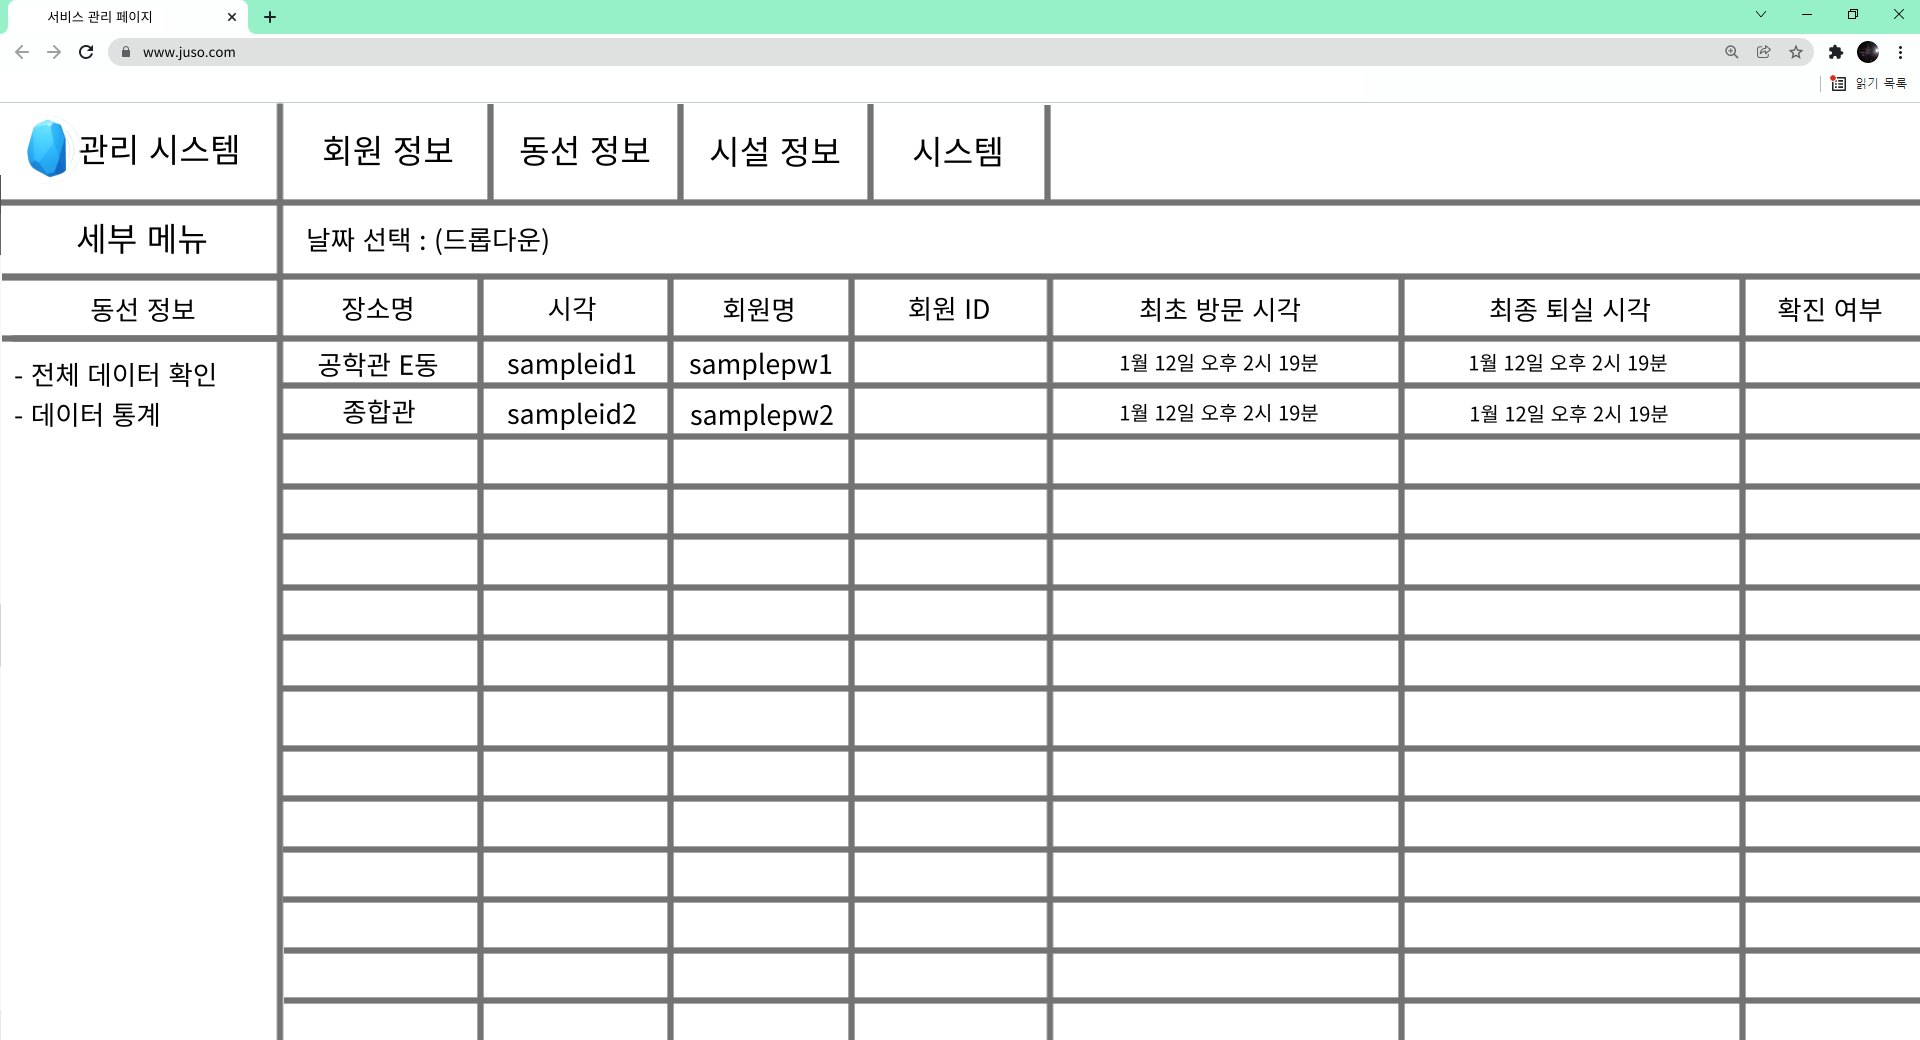 서비스 관리 페이지
www.juso.com
읽기 목록
관리 시스템
회원 정보
동선 정보
시설 정보
시스템
세부 메뉴
날짜 선택 : (드롭다운)
동선 정보
장소명
시각
회원명
회원 ID
최초 방문 시각
최종 퇴실 시각
확진 여부
- 전체 데이터 확인
- 데이터 통계
공학관 E동
sampleid1
samplepw1
1월 12일 오후 2시 19분
1월 12일 오후 2시 19분
종합관
sampleid2
samplepw2
1월 12일 오후 2시 19분
1월 12일 오후 2시 19분